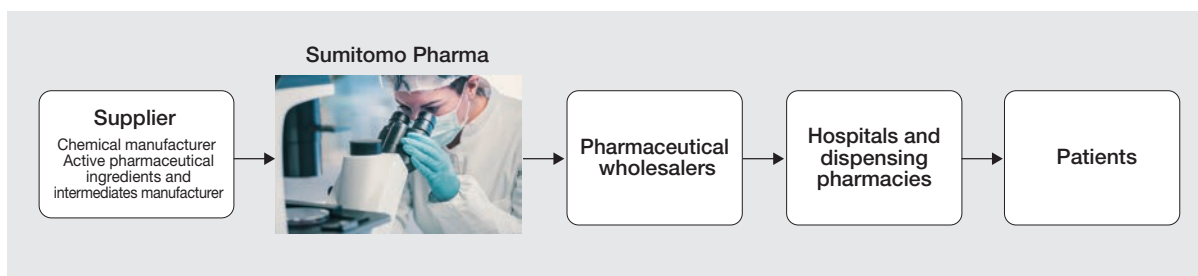 Sumitomo Pharma
Supplier
Chemical manufacturer
Active pharmaceutical
ingredients and
intermediates manufacturer
Pharmaceutical
wholesalers
Hospitals and
dispensing
pharmacies
Patients